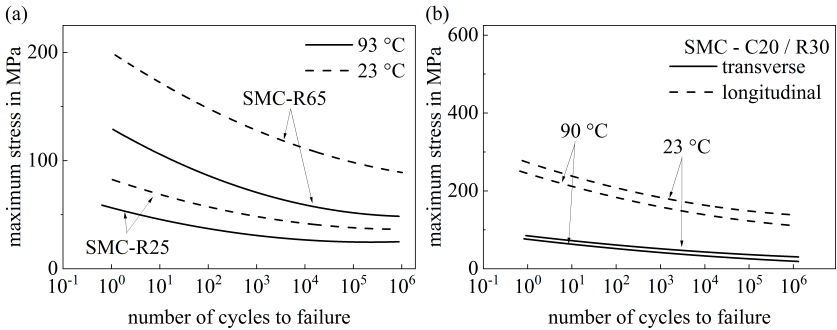 (a)
maximum stress in MPa
200
100
0
93 °C
23 °C
SMC-R65
SMC-R25
10-1 100 101 102 103 104 105 106
number of cycles to failure
(b)
maximum stress in MPa
600
400
200
0
SMC - C20 / R30
transverse
longitudinal
90 °C
23 °C
10-1 100 101 102 103 104 105 106
number of cycles to failure